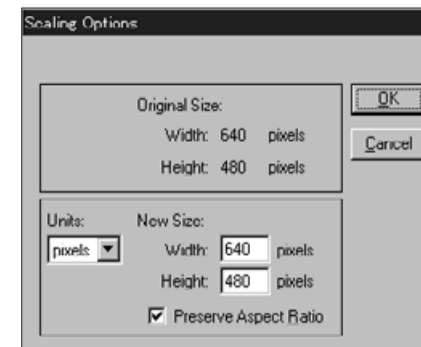 Scaling Options
Original Size:
Width: 640 pixels
Height: 480 pixels
OK
Cancel
Units:
pixels
New Size:
Width: 640 pixels
Height: 480 pixels
Preserve Aspect Ratio